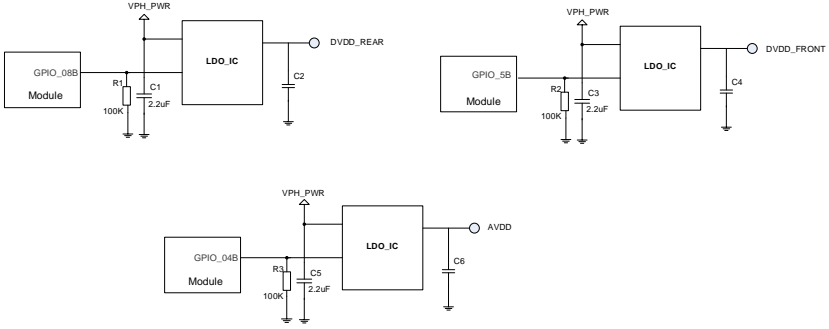 VPH_PWR
LDO_IC
DVDD_REAR
GPIO_08B
Module
R1
100K
C1
2.2uF
C2
VPH_PWR
LDO_IC
DVDD_FRONT
GPIO_5B
Module
R2
100K
C3
2.2uF
C4
VPH_PWR
LDO_IC
AVDD
GPIO_04B
Module
R3
100K
C5
2.2uF
C6